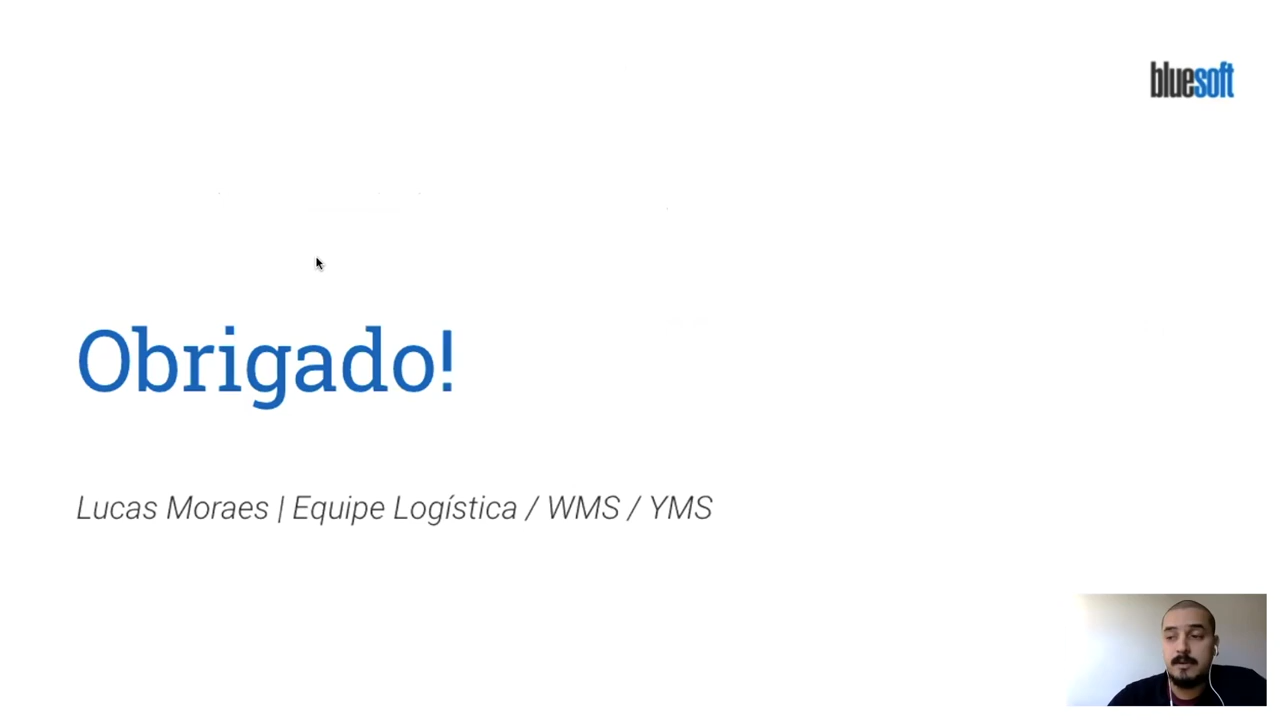 bluesoft
Obrigado!
Lucas Moraes | Equipe Logística / WMS / YMS